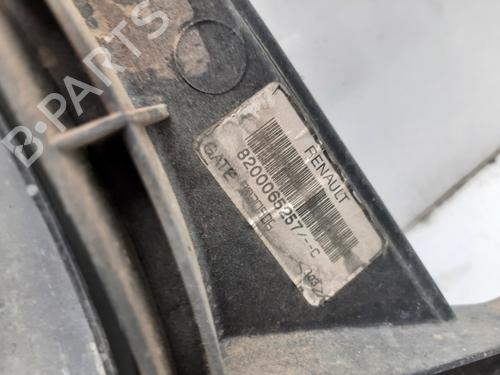 B-PARTS
RENAULT
8200065257/--C
GATE